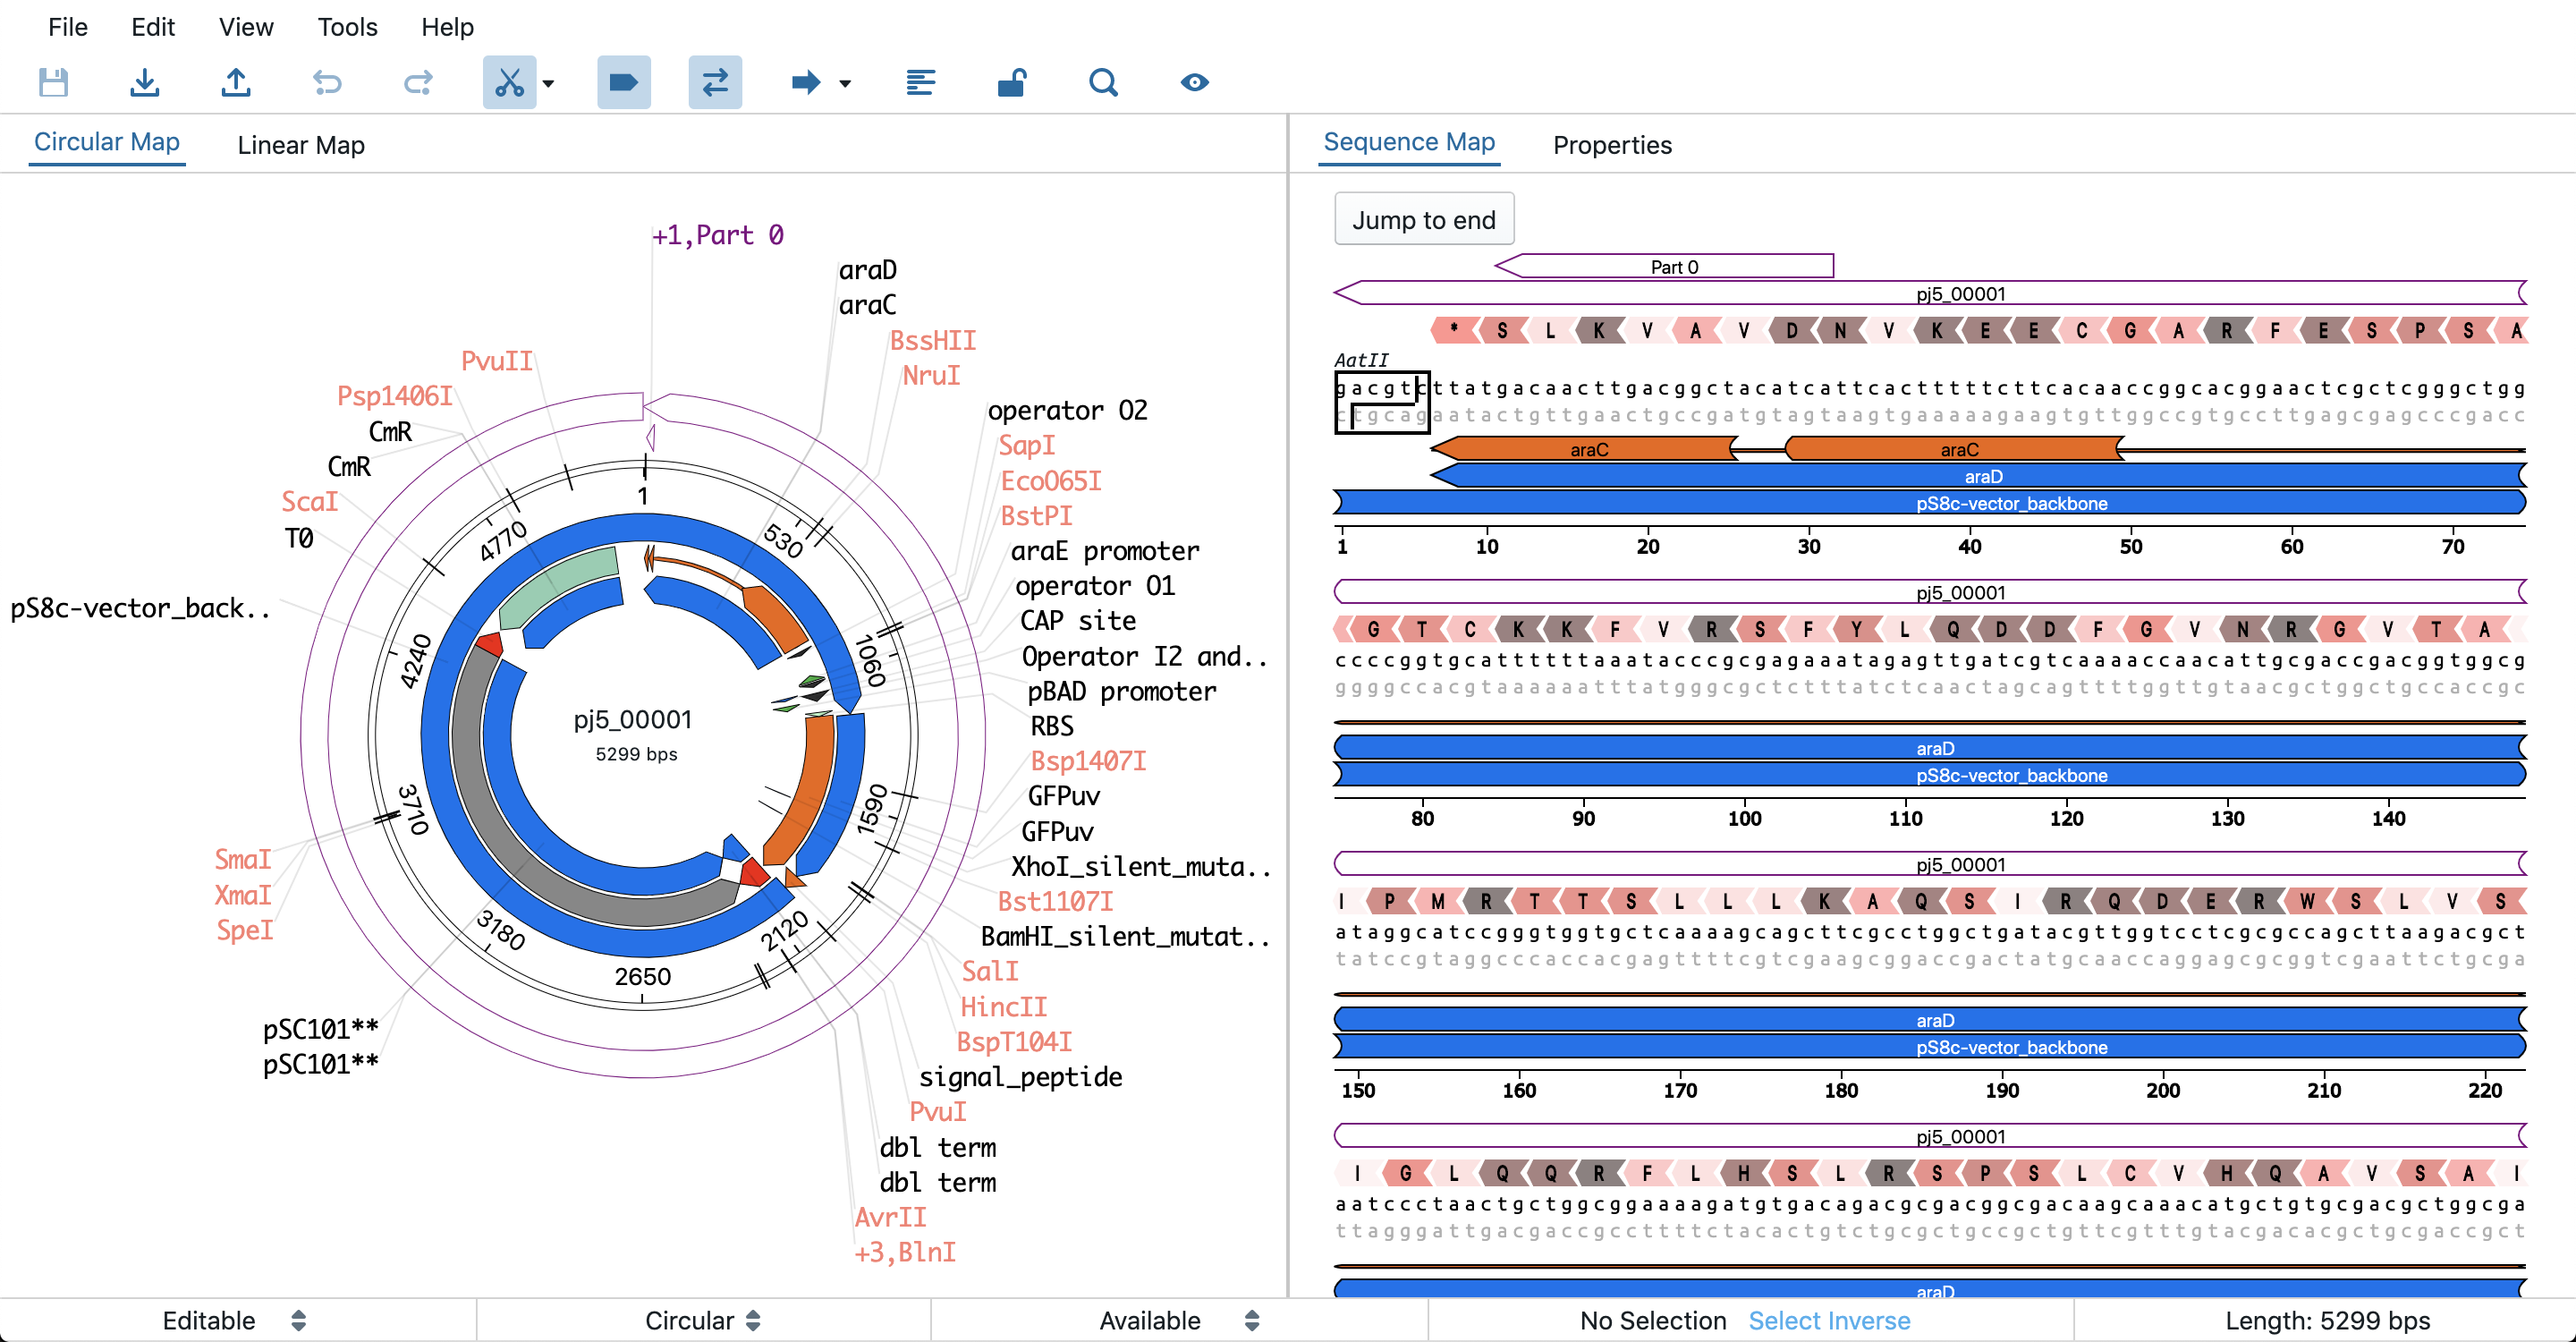 File Edit View Tools Help
Circular Map Linear Map
+1,Part 0
araD
araC
BssHII
NruI
operator O2
SapI
EcoO65I
BstPI
araE promoter
operator O1
CAP site
Operator I2 and..
pBAD promoter
RBS
Bsp1407I
GFPuv
GFPuv
XhoI_silent_muta..
Bst1107I
BamHI_silent_mutat..
SalI
HincII
BspT104I
signal_peptide
PvuI
dbl term
dbl term
AvrII
+3,BlnI
PvuII
Psp1406I
CmR
CmR
ScaI
T0
pS8c-vector_back..
SmaI
XmaI
SpeI
pSC101**
pSC101**
1
530
1060
1590
2120
2650
3180
3710
4240
4770
pj5_00001
5299 bps
Sequence Map Properties
Jump to end
Part 0
pj5_00001
* S L K V A V D N V K E E C G A R F E S P S A
AatII
gacgtcttatgacaacttgacggctacatcattcactttttcttcacaaccggcacggaactcgctcgggctgg
ctgcagaatactgttgaactgccgatgtagtaagtgaaaaagaagtgttggccgtgccttgagcgagcccgacc
araC araC
araD
pS8c-vector_backbone
1 10 20 30 40 50 60 70
pj5_00001
G T C K K F V R S F Y L Q D D F G V N R G V T A
ccccggtgcattttttaaatacccgcgagaaatagagttgatcgtcaaaaccaacattgcgaccgacggtggcg
ggggccacgtaaaaaatttatgggcgctctttatctcaactagcagttttggttgtaacgctggctgccaccgc
araD
pS8c-vector_backbone
80 90 100 110 120 130 140
pj5_00001
I P M R T T S L L L K A Q S I R Q D E R W S L V S
ataggcatccgggtggtgctcaaaagcagcttcgcctggctgatacgttggtcctcgcgccagcttaagacgct
tatccgtaggcccaccacgagttttcgtcgaagcggaccgactatgcaaccaggagcgcggtcgaattctgcga
araD
pS8c-vector_backbone
150 160 170 180 190 200 210 220
pj5_00001
I G L Q Q R F L H S L R S P S L C V H Q A V S A I
aatccctaactgctggcggaaaagatgtgacagacgcgacggcgacaagcaaacatgctgtgcgacgctggcga
ttagggattgacgaccgccttttctacactgtctgcgctgccgctgttcgtttgtacgacacgctgcgaccgct
araD
Editable Circular Available No Selection Select Inverse Length: 5299 bps